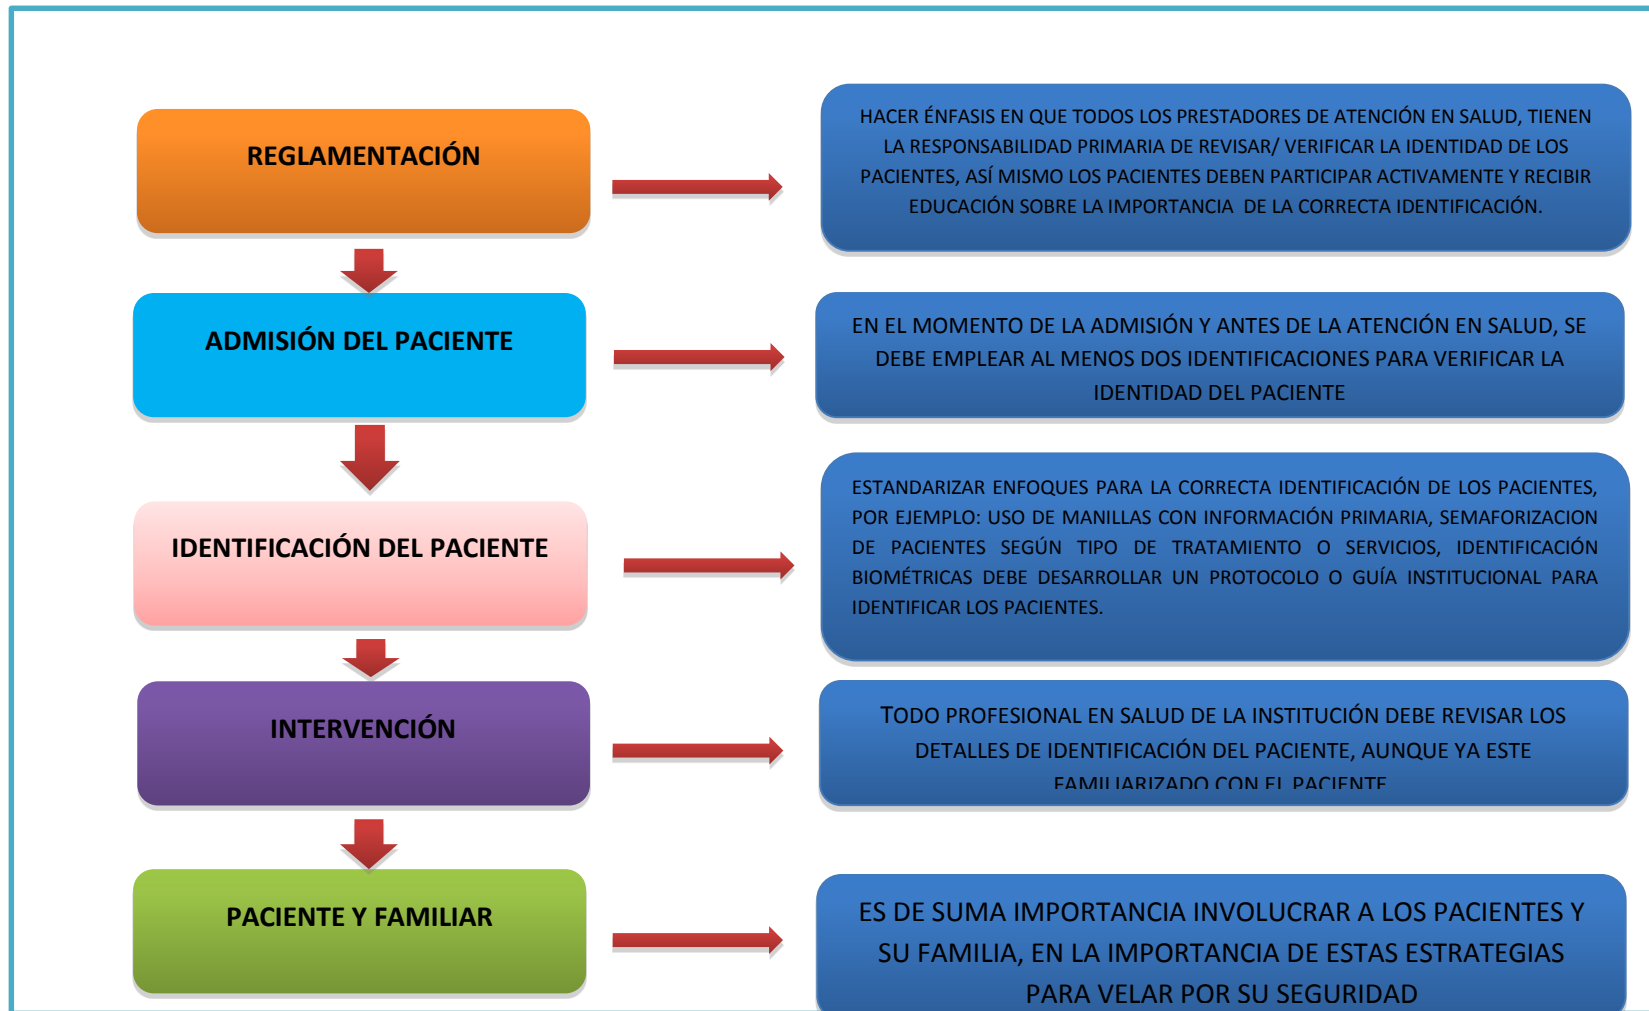 REGLAMENTACIÓN
HACER ÉNFASIS EN QUE TODOS LOS PRESTADORES DE ATENCIÓN EN SALUD, TIENEN
LA RESPONSABILIDAD PRIMARIA DE REVISAR/ VERIFICAR LA IDENTIDAD DE LOS
PACIENTES, ASÍ MISMO LOS PACIENTES DEBEN PARTICIPAR ACTIVAMENTE Y RECIBIR
EDUCACIÓN SOBRE LA IMPORTANCIA DE LA CORRECTA IDENTIFICACIÓN.
ADMISIÓN DEL PACIENTE
EN EL MOMENTO DE LA ADMISIÓN Y ANTES DE LA ATENCIÓN EN SALUD, SE
DEBE EMPLEAR AL MENOS DOS IDENTIFICACIONES PARA VERIFICAR LA
IDENTIDAD DEL PACIENTE
IDENTIFICACIÓN DEL PACIENTE
ESTANDARIZAR ENFOQUES PARA LA CORRECTA IDENTIFICACIÓN DE LOS PACIENTES,
POR EJEMPLO: USO DE MANILLAS CON INFORMACIÓN PRIMARIA, SEMAFORIZACION
DE PACIENTES SEGÚN TIPO DE TRATAMIENTO O SERVICIOS, IDENTIFICACIÓN
BIOMÉTRICAS DEBE DESARROLLAR UN PROTOCOLO O GUÍA INSTITUCIONAL PARA
IDENTIFICAR LOS PACIENTES.
INTERVENCIÓN
TODO PROFESIONAL EN SALUD DE LA INSTITUCIÓN DEBE REVISAR LOS
DETALLES DE IDENTIFICACIÓN DEL PACIENTE, AUNQUE YA ESTE
FAMILIARIZADO CON EL PACIENTE
PACIENTE Y FAMILIAR
ES DE SUMA IMPORTANCIA INVOLUCRAR A LOS PACIENTES Y
SU FAMILIA, EN LA IMPORTANCIA DE ESTAS ESTRATEGIAS
PARA VELAR POR SU SEGURIDAD